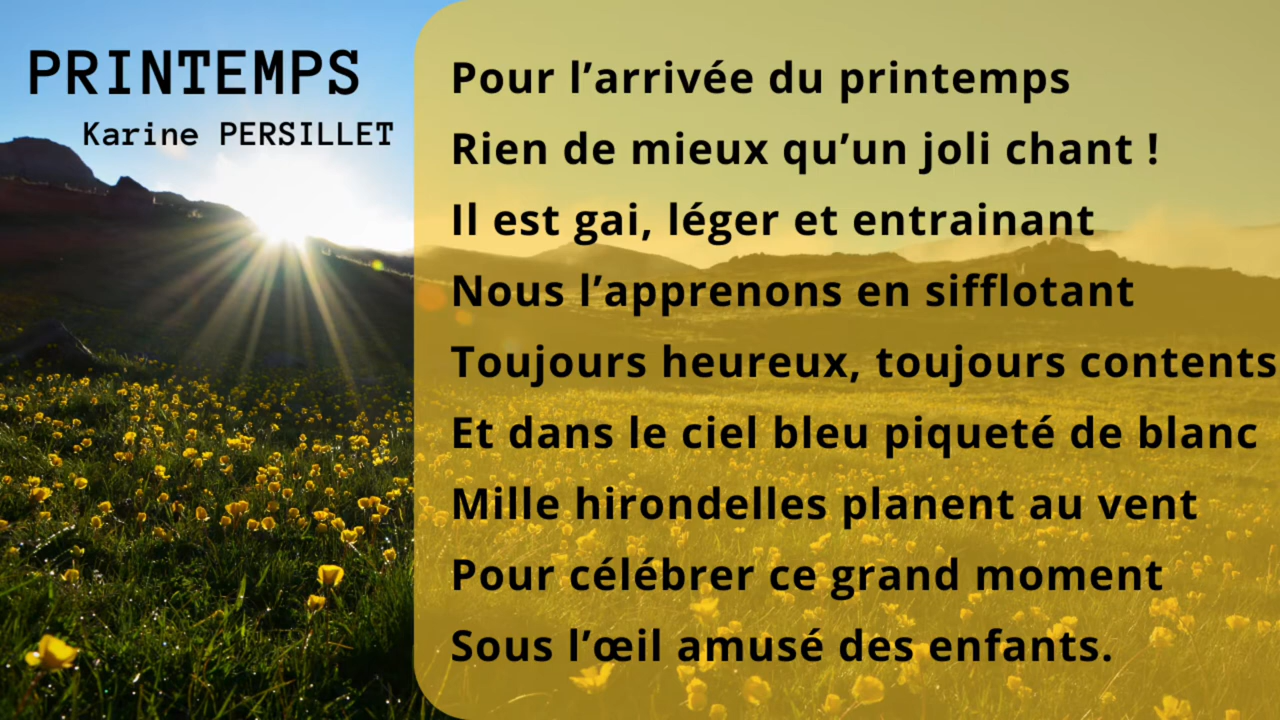 PRINTEMPS
Karine PERSILLET
Pour l’arrivée du printemps
Rien de mieux qu’un joli chant !
Il est gai, léger et entrainant
Nous l’apprenons en sifflotant
Toujours heureux, toujours contents
Et dans le ciel bleu piqueté de blanc
Mille hirondelles planent au vent
Pour célébrer ce grand moment
Sous l’œil amusé des enfants.